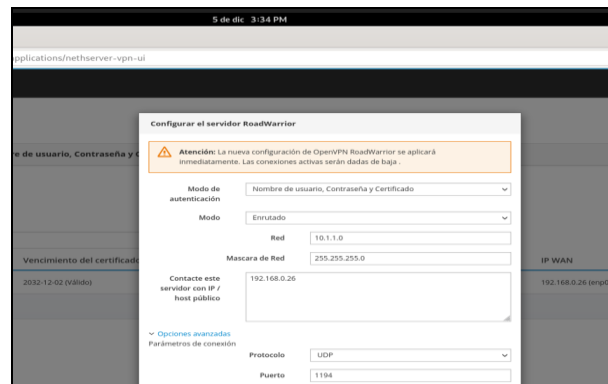 5 de dic 3:34 PM
pplications/nethserver-vpn-ui
Configurar el servidor RoadWarrior
Atención: La nueva configuración de OpenVPN RoadWarrior se aplicará
inmediatamente. Las conexiones activas serán dadas de baja .
e de usuario, Contraseña y
Modo de
autenticación
Nombre de usuario, Contraseña y Certificado
Modo
Enrutado
Red
10.1.1.0
Mascara de Red
255.255.255.0
Vencimiento del certificado
IP WAN
2032-12-02 (Válido)
192.168.0.26 (enp0
Contacte este
servidor con IP /
host público
192.168.0.26
Opciones avanzadas
Parámetros de conexión
Protocolo
UDP
Puerto
1194